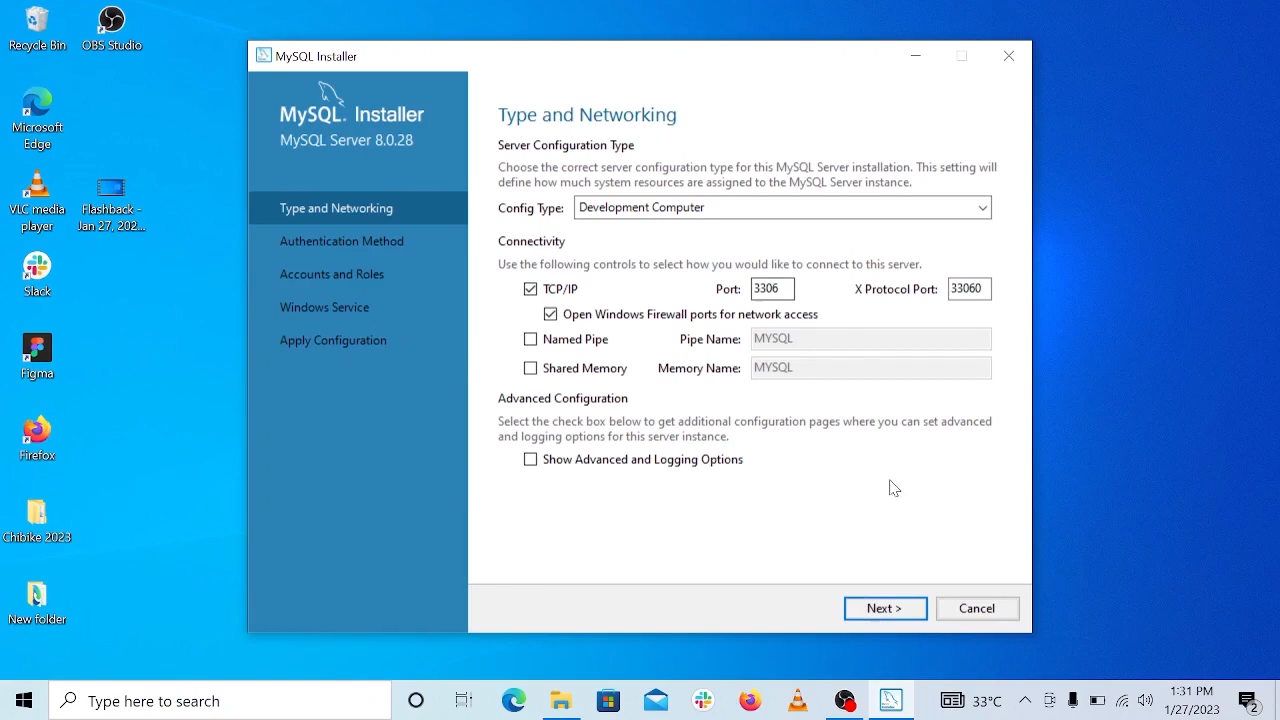 Recycle Bin
OBS Studio
Microsoft
Edge
VLC media
player
Flashback -
Jan 27, 202...
Slack
Figma
Firefox
Chibike 2023
New folder
MySQL Installer
MySQL. Installer
MySQL Server 8.0.28
Type and Networking
Authentication Method
Accounts and Roles
Windows Service
Apply Configuration
Type and Networking
Server Configuration Type
Choose the correct server configuration type for this MySQL Server installation. This setting will
define how much system resources are assigned to the MySQL Server instance.
Config Type: Development Computer
Connectivity
Use the following controls to select how you would like to connect to this server.
TCP/IP Port: 3306 X Protocol Port: 33060
Open Windows Firewall ports for network access
Named Pipe Pipe Name: MYSQL
Shared Memory Memory Name: MYSQL
Advanced Configuration
Select the check box below to get additional configuration pages where you can set advanced
and logging options for this server instance.
Show Advanced and Logging Options
Next > Cancel
Type here to search
33°C
1:31 PM
1/27/2023
2